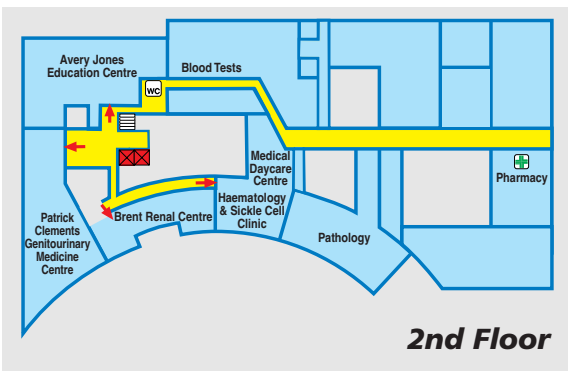 Avery Jones
Education Centre
Blood Tests
WC
Medical
Daycare
Centre
Pharmacy
Haematology
& Sickle Cell
Clinic
Brent Renal Centre
Patrick
Clements
Genitourinary
Medicine
Centre
Pathology
2nd Floor